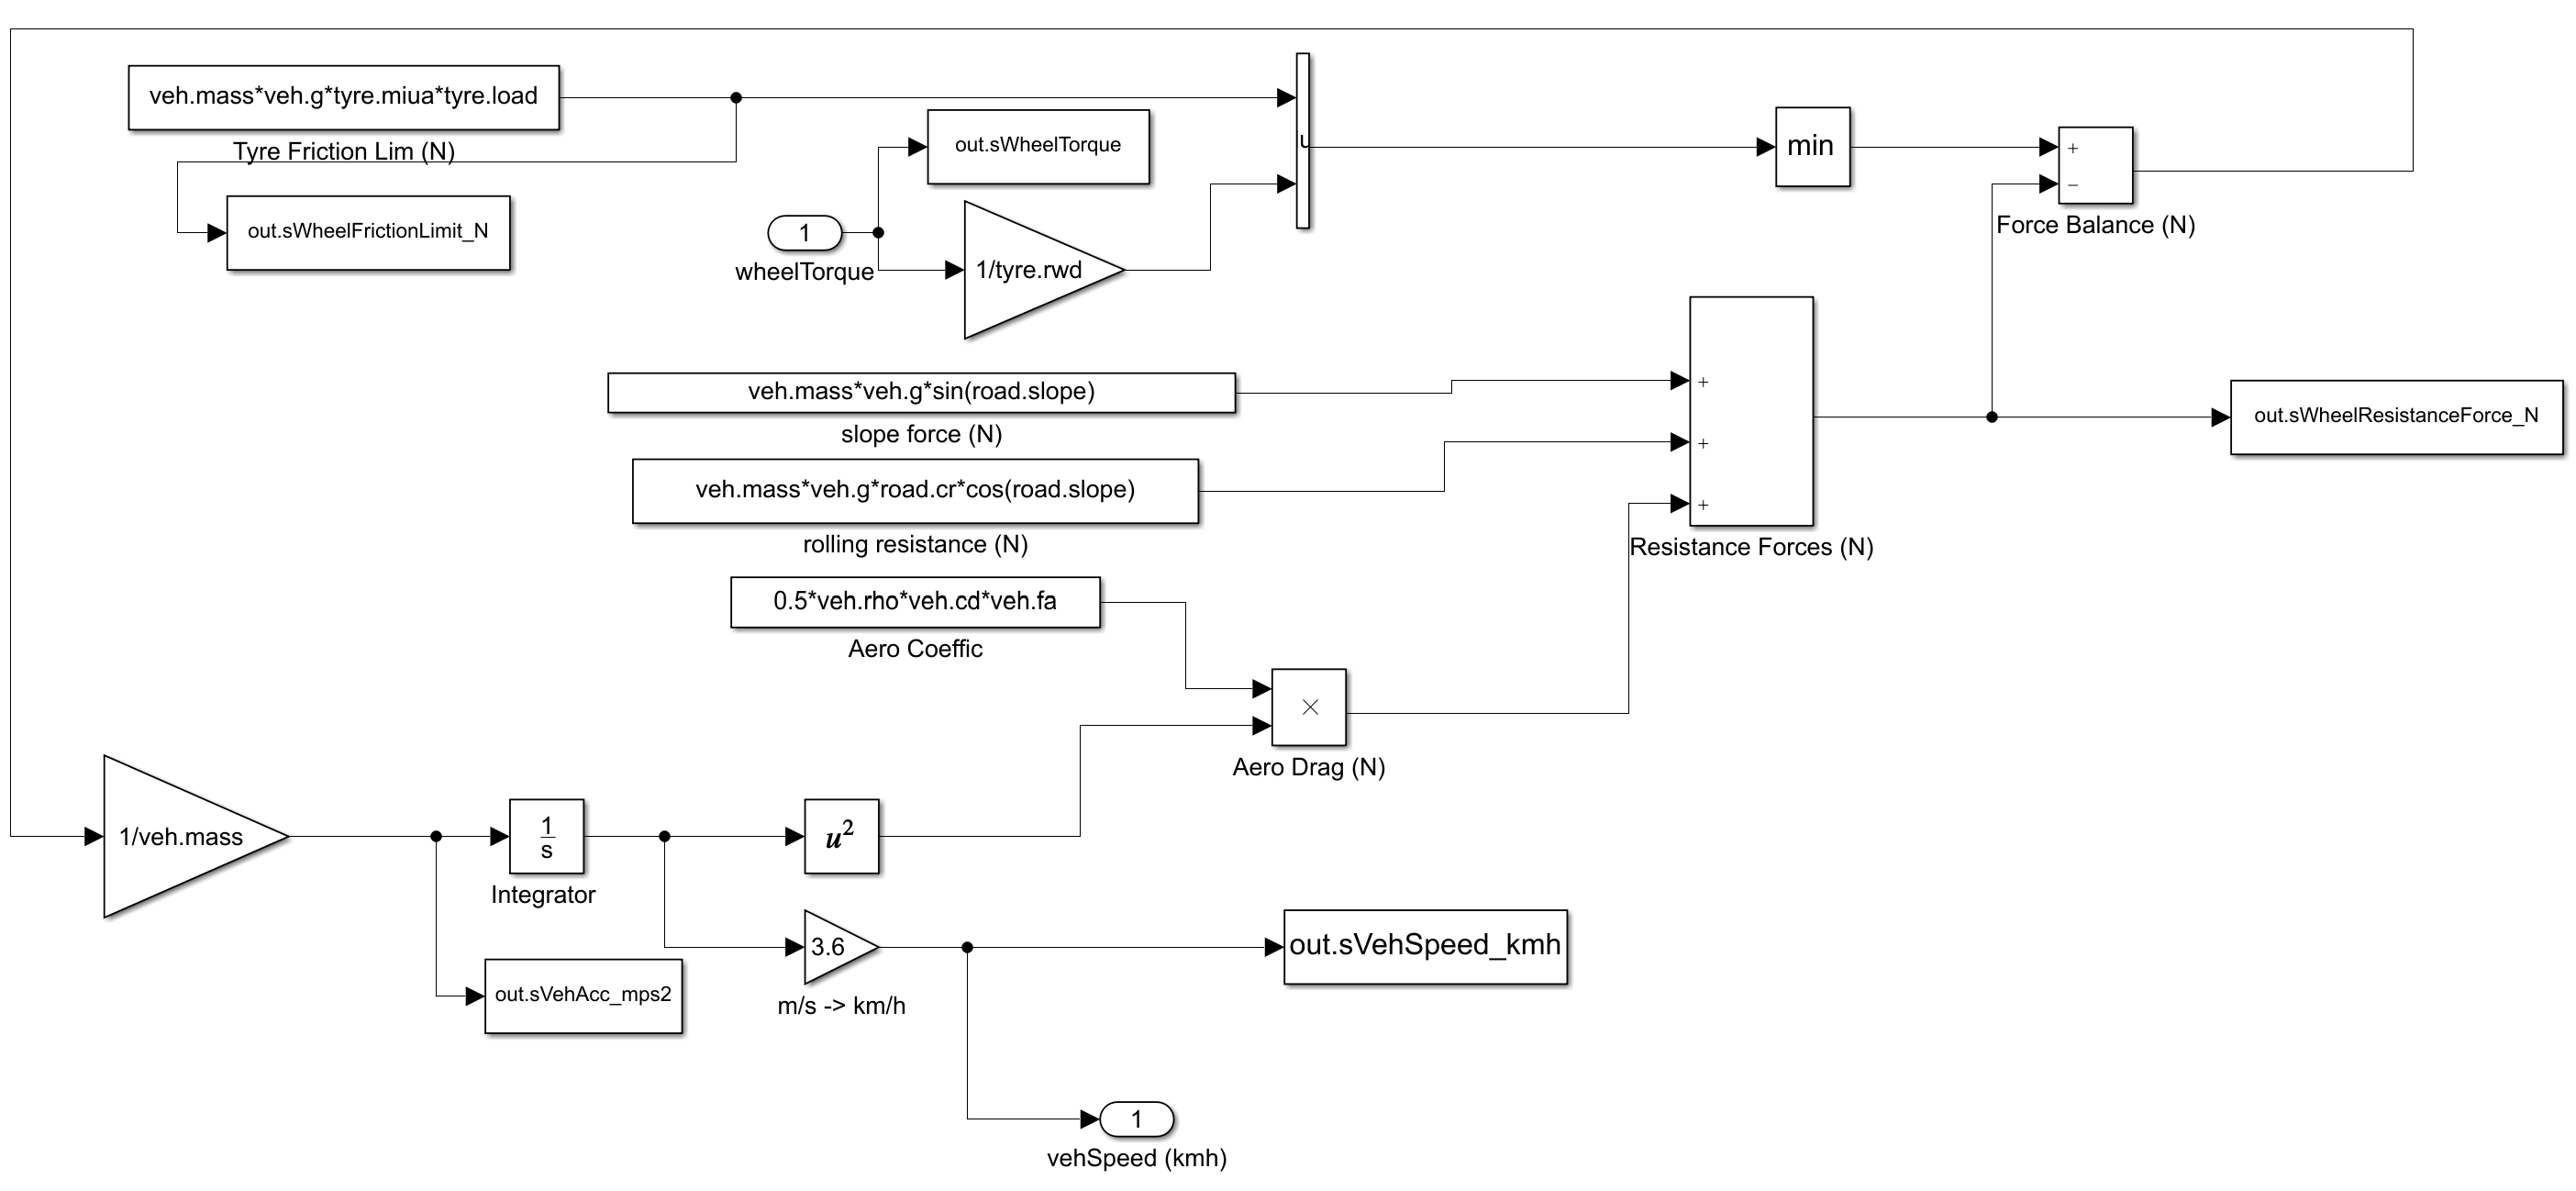 veh.mass*veh.g*tyre.miua*tyre.load
Tyre Friction Lim (N)
out.sWheelFrictionLimit_N
out.sWheelTorque
1
wheelTorque
1/tyre.rwd
u
min
+
−
Force Balance (N)
veh.mass*veh.g*sin(road.slope)
slope force (N)
veh.mass*veh.g*road.cr*cos(road.slope)
rolling resistance (N)
+
+
+
Resistance Forces (N)
out.sWheelResistanceForce_N
0.5*veh.rho*veh.cd*veh.fa
Aero Coeffic
×
Aero Drag (N)
1/veh.mass
1
s
Integrator
u²
out.sVehAcc_mps2
3.6
m/s -> km/h
out.sVehSpeed_kmh
1
vehSpeed (kmh)